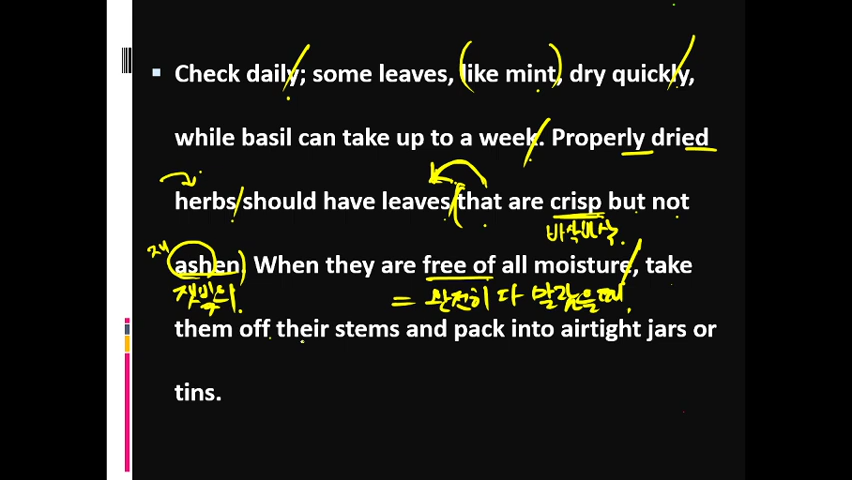 Check daily; some leaves, (like mint), dry quickly,
while basil can take up to a week. Properly dried
herbs should have leaves (that are crisp but not
바삭바삭.
재
ashen). When they are free of all moisture, take
잿빛의.
= 완전히 다 말랐을때,
them off their stems and pack into airtight jars or
tins.